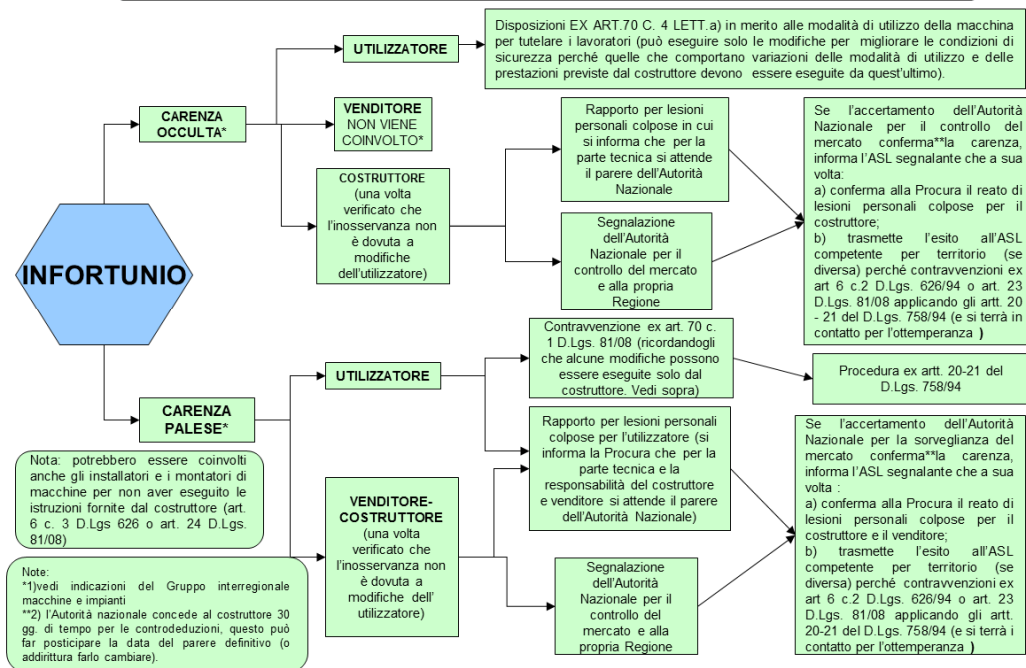 Disposizioni EX ART.70 C. 4 LETT.a) in merito alle modalità di utilizzo della macchina
per tutelare i lavoratori (può eseguire solo le modifiche per migliorare le condizioni di
sicurezza perché quelle che comportano variazioni delle modalità di utilizzo e delle
prestazioni previste dal costruttore devono essere eseguite da quest'ultimo).
UTILIZZATORE
CARENZA
OCCULTA*
VENDITORE
NON VIENE
COINVOLTO*
COSTRUTTORE
(una volta
verificato che
l'inosservanza non
è dovuta a
modifiche
dell'utilizzatore)
Rapporto per lesioni
personali colpose in cui
si informa che per la
parte tecnica si attende
il parere dell'Autorità
Nazionale
Segnalazione
dell'Autorità
Nazionale per il
controllo del mercato
e alla propria
Regione
Se l'accertamento dell'Autorità
Nazionale per il controllo del
mercato conferma**la carenza,
informa l'ASL segnalante che a sua
volta:
a) conferma alla Procura il reato di
lesioni personali colpose per il
costruttore;
b) trasmette l'esito all'ASL
competente per territorio (se
diversa) perché contravvenzioni ex
art 6 c.2 D.Lgs. 626/94 o art. 23
D.Lgs. 81/08 applicando gli artt. 20
- 21 del D.Lgs. 758/94 (e si terrà in
contatto per l'ottemperanza )
INFORTUNIO
CARENZA
PALESE*
UTILIZZATORE
Contravvenzione ex art. 70 c.
1 D.Lgs. 81/08 (ricordandogli
che alcune modifiche possono
essere eseguite solo dal
costruttore. Vedi sopra)
Procedura ex artt. 20-21 del
D.Lgs. 758/94
Rapporto per lesioni personali
colpose per l'utilizzatore (si
informa la Procura che per la
parte tecnica e la
responsabilità del costruttore
e venditore si attende il parere
dell'Autorità Nazionale)
VENDITORE-
COSTRUTTORE
(una volta
verificato che
l'inosservanza non
è dovuta a
modifiche dell'
utilizzatore)
Segnalazione
dell'Autorità
Nazionale per il
controllo del
mercato e alla
propria Regione
Se l'accertamento dell'Autorità
Nazionale per la sorveglianza del
mercato conferma**la carenza,
informa l'ASL segnalante che a sua
volta :
a) conferma alla Procura il reato di
lesioni personali colpose per il
costruttore e il venditore;
b) trasmette l'esito all'ASL
competente per territorio (se
diversa) perché contravvenzioni ex
art 6 c.2 D.Lgs. 626/94 o art. 23
D.Lgs. 81/08 applicando gli artt.
20-21 del D.Lgs. 758/94 (e si terrà i
contatto per l'ottemperanza )
Nota: potrebbero essere coinvolti
anche gli installatori e i montatori di
macchine per non aver eseguito le
istruzioni fornite dal costruttore (art.
6 c. 3 D.Lgs 626 o art. 24 D.Lgs.
81/08)
Note:
*1)vedi indicazioni del Gruppo interregionale
macchine e impianti
**2) l'Autorità nazionale concede al costruttore 30
gg. di tempo per le controdeduzioni, questo può
far posticipare la data del parere definitivo (o
addirittura farlo cambiare).